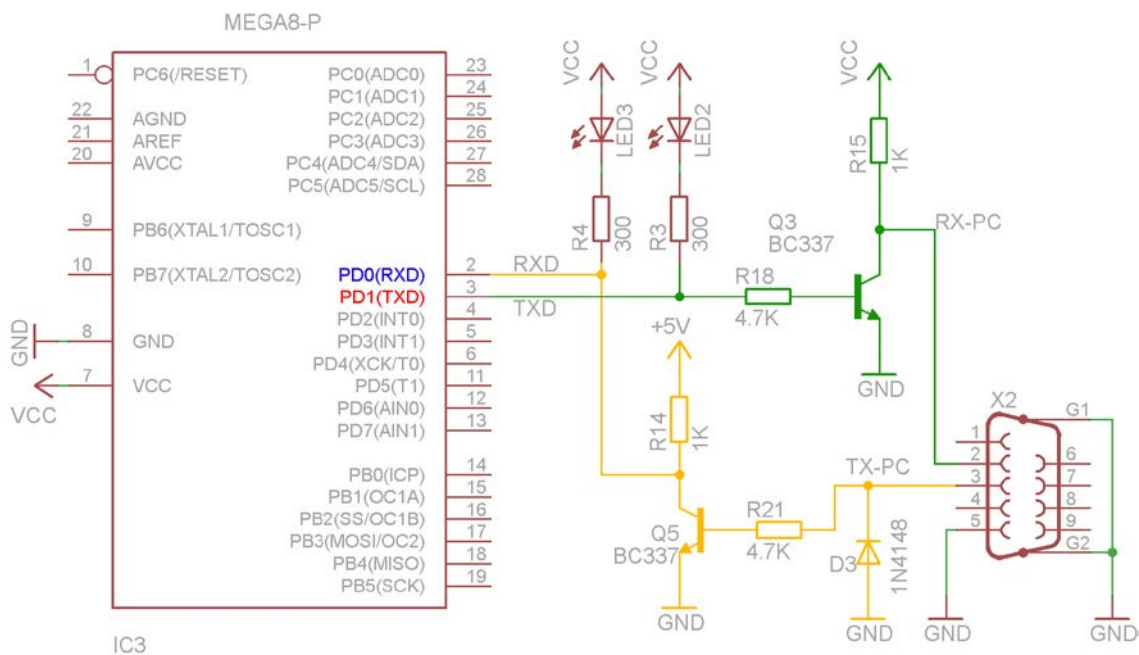 MEGA8-P
1 PC6(/RESET)
22 AGND
21 AREF
20 AVCC
9 PB6(XTAL1/TOSC1)
10 PB7(XTAL2/TOSC2)
8 GND
GND
7 VCC
VCC
PC0(ADC0) 23
PC1(ADC1) 24
PC2(ADC2) 25
PC3(ADC3) 26
PC4(ADC4/SDA) 27
PC5(ADC5/SCL) 28
PD0(RXD) 2
PD1(TXD) 3
PD2(INT0) 4
PD3(INT1) 5
PD4(XCK/T0) 6
PD5(T1) 11
PD6(AIN0) 12
PD7(AIN1) 13
PB0(ICP) 14
PB1(OC1A) 15
PB2(SS/OC1B) 16
PB3(MOSI/OC2) 17
PB4(MISO) 18
PB5(SCK) 19
IC3
VCC
LED3
R4
300
VCC
LED2
R3
300
RXD
TXD
VCC
R15
1K
Q3
BC337
RX-PC
R18
4.7K
GND
+5V
R14
1K
Q5
BC337
GND
R21
4.7K
TX-PC
D3
1N4148
GND
X2
G1
1
2
3
4
5
6
7
8
9
G2
GND
GND